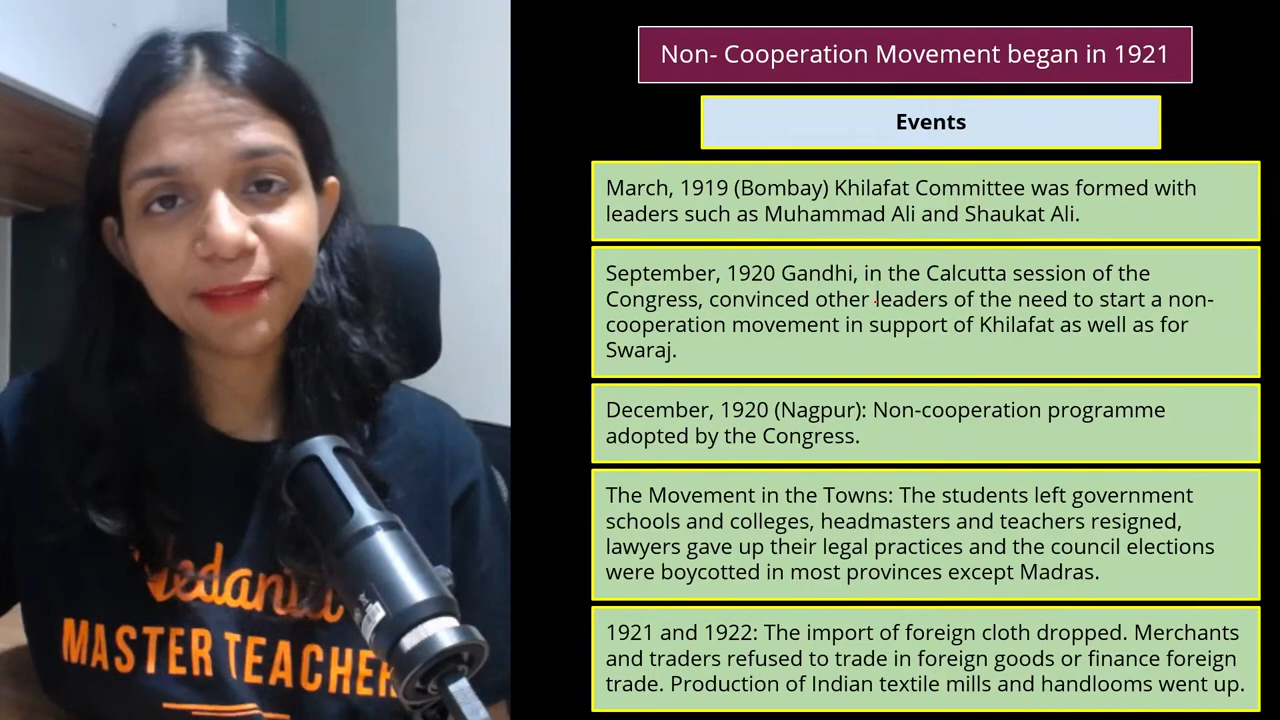 Non- Cooperation Movement began in 1921
Events
March, 1919 (Bombay) Khilafat Committee was formed with
leaders such as Muhammad Ali and Shaukat Ali.
September, 1920 Gandhi, in the Calcutta session of the
Congress, convinced other leaders of the need to start a non-
cooperation movement in support of Khilafat as well as for
Swaraj.
December, 1920 (Nagpur): Non-cooperation programme
adopted by the Congress.
The Movement in the Towns: The students left government
schools and colleges, headmasters and teachers resigned,
lawyers gave up their legal practices and the council elections
were boycotted in most provinces except Madras.
1921 and 1922: The import of foreign cloth dropped. Merchants
and traders refused to trade in foreign goods or finance foreign
trade. Production of Indian textile mills and handlooms went up.
Vedantu
MASTER TEACHER